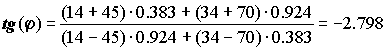 tg(φ) = (14 + 45) · 0.383 + (34 + 70) · 0.924 / (14 − 45) · 0.924 + (34 − 70) · 0.383 = −2.798